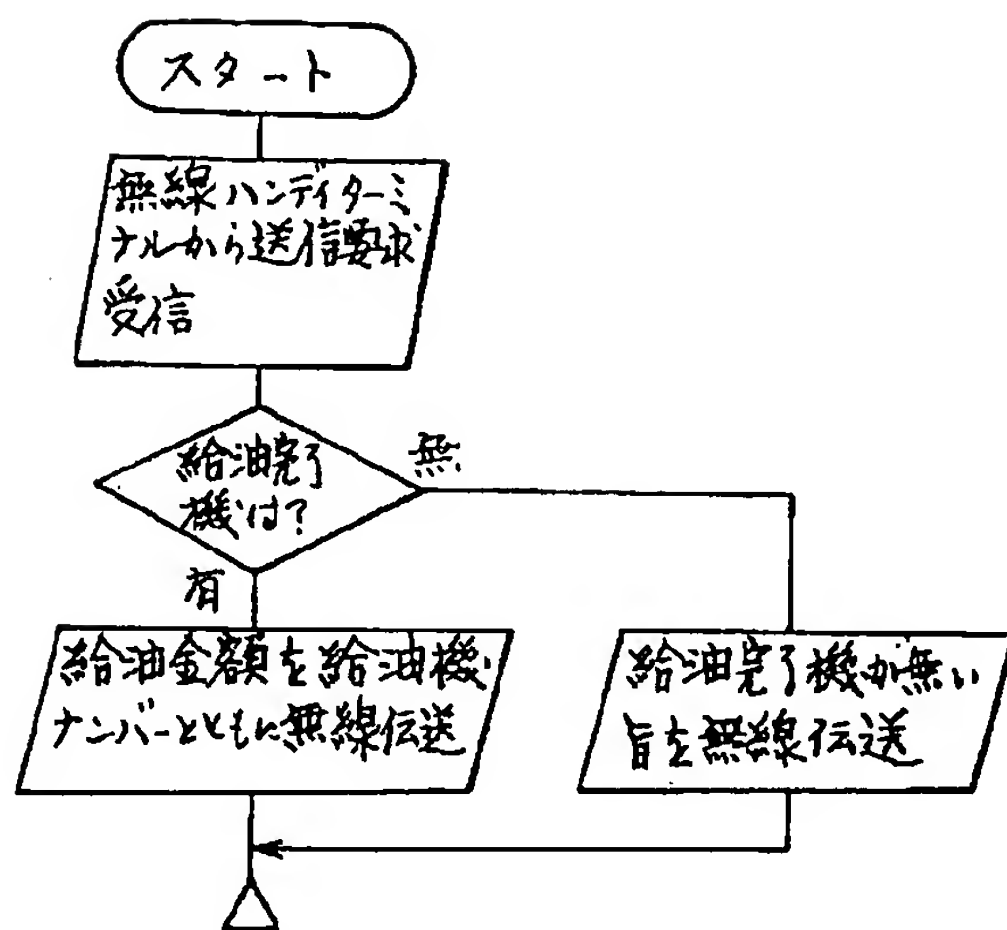 スタート
無線ハンディターミ
ナルから送信要求
受信
給油完了
機は?
無
有
給油金額を給油機
ナンバーとともに無線伝送
給油完了機が無い
旨を無線伝送